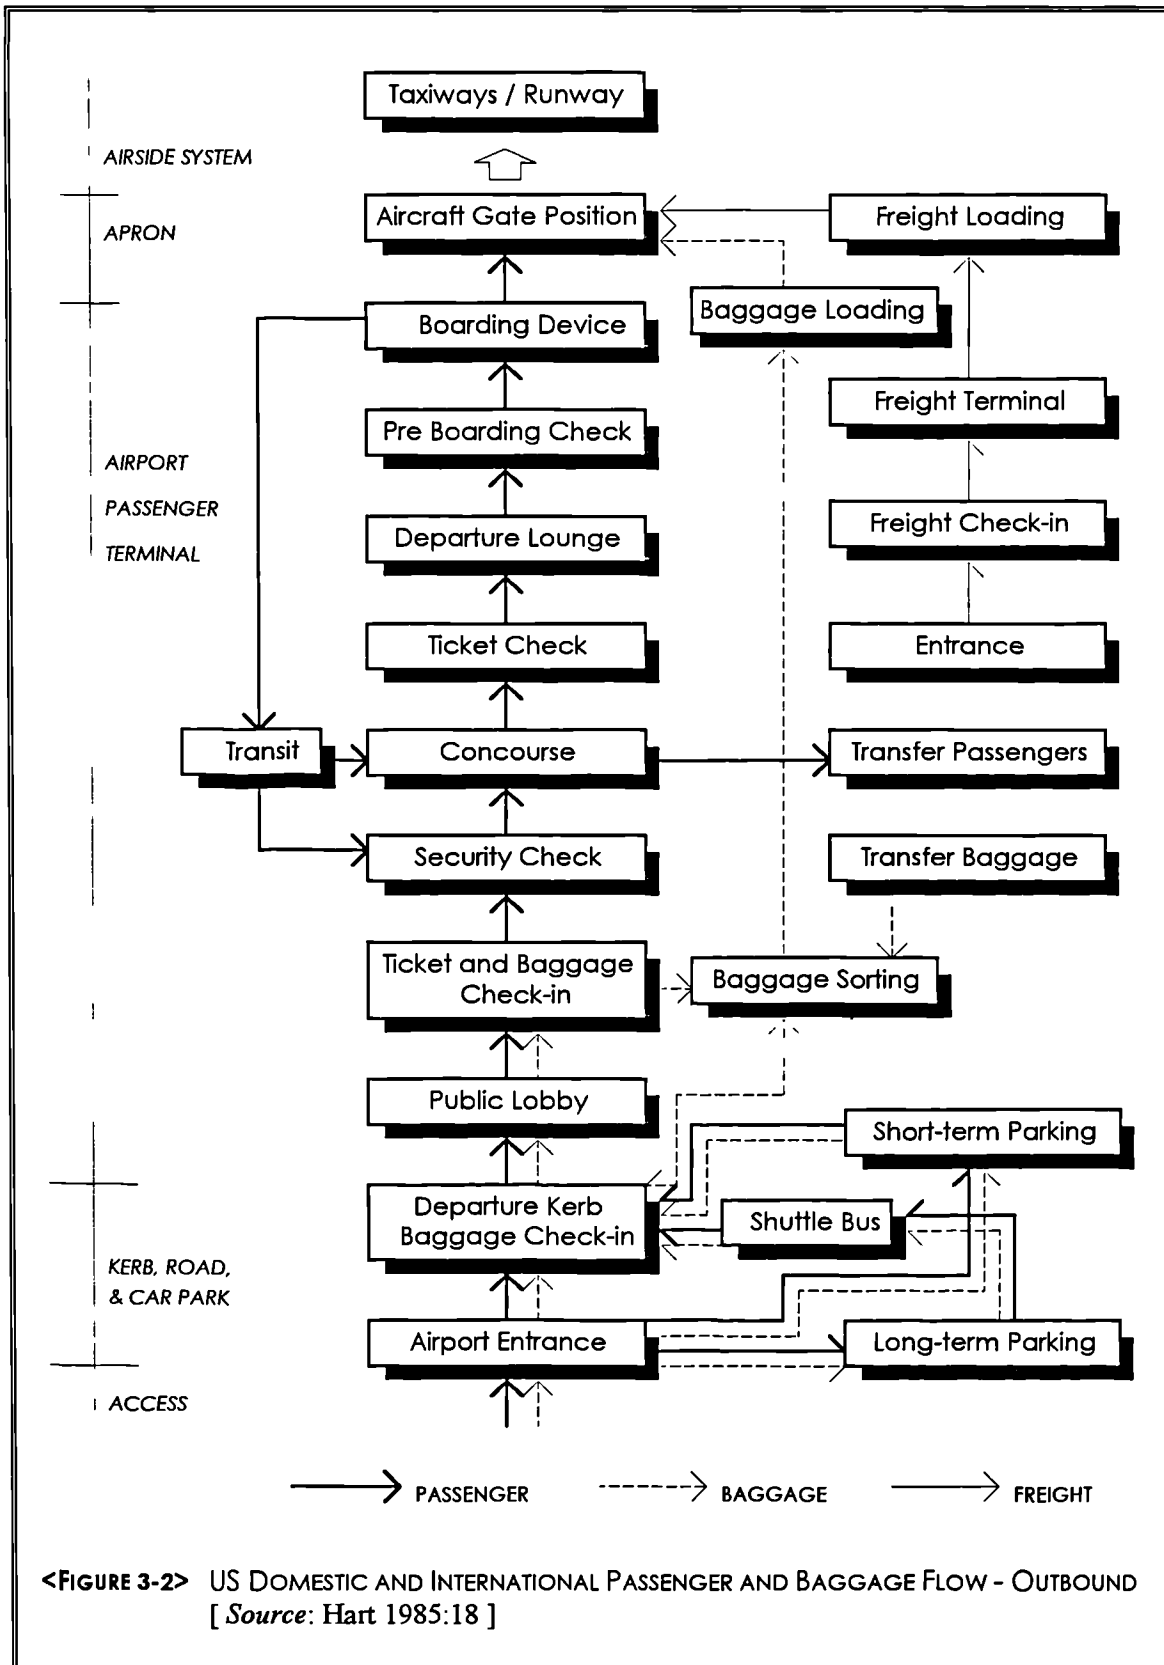 Taxiways / Runway
AIRSIDE SYSTEM
Aircraft Gate Position
Freight Loading
APRON
Baggage Loading
Boarding Device
Freight Terminal
Pre Boarding Check
AIRPORT
PASSENGER
TERMINAL
Freight Check-in
Departure Lounge
Ticket Check
Entrance
Transit
Concourse
Transfer Passengers
Security Check
Transfer Baggage
Ticket and Baggage
Check-in
Baggage Sorting
Public Lobby
Short-term Parking
Departure Kerb
Baggage Check-in
Shuttle Bus
KERB, ROAD,
& CAR PARK
Airport Entrance
Long-term Parking
ACCESS
PASSENGER
BAGGAGE
FREIGHT
<FIGURE 3-2> US DOMESTIC AND INTERNATIONAL PASSENGER AND BAGGAGE FLOW - OUTBOUND
[ Source: Hart 1985:18 ]